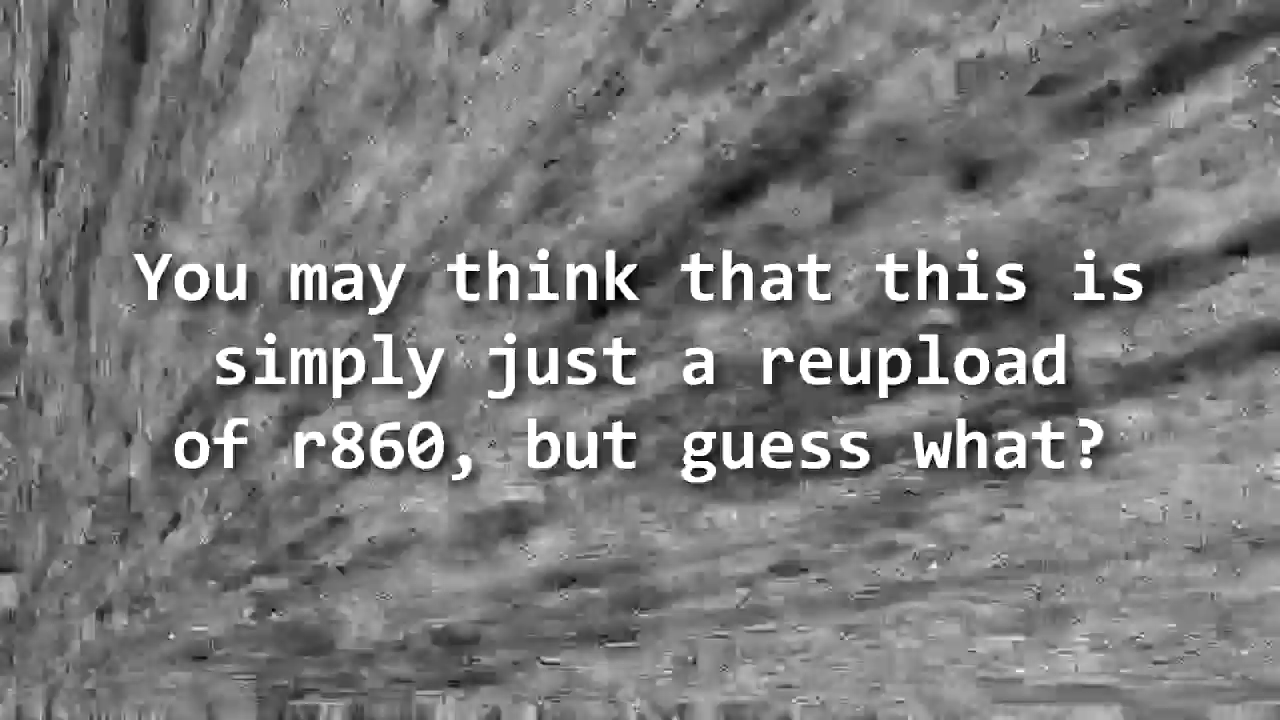 You may think that this is
simply just a reupload
of r860, but guess what?